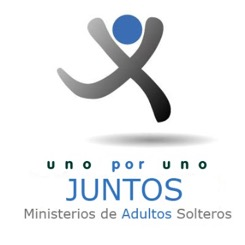 uno por uno
JUNTOS
Ministerios de Adultos Solteros